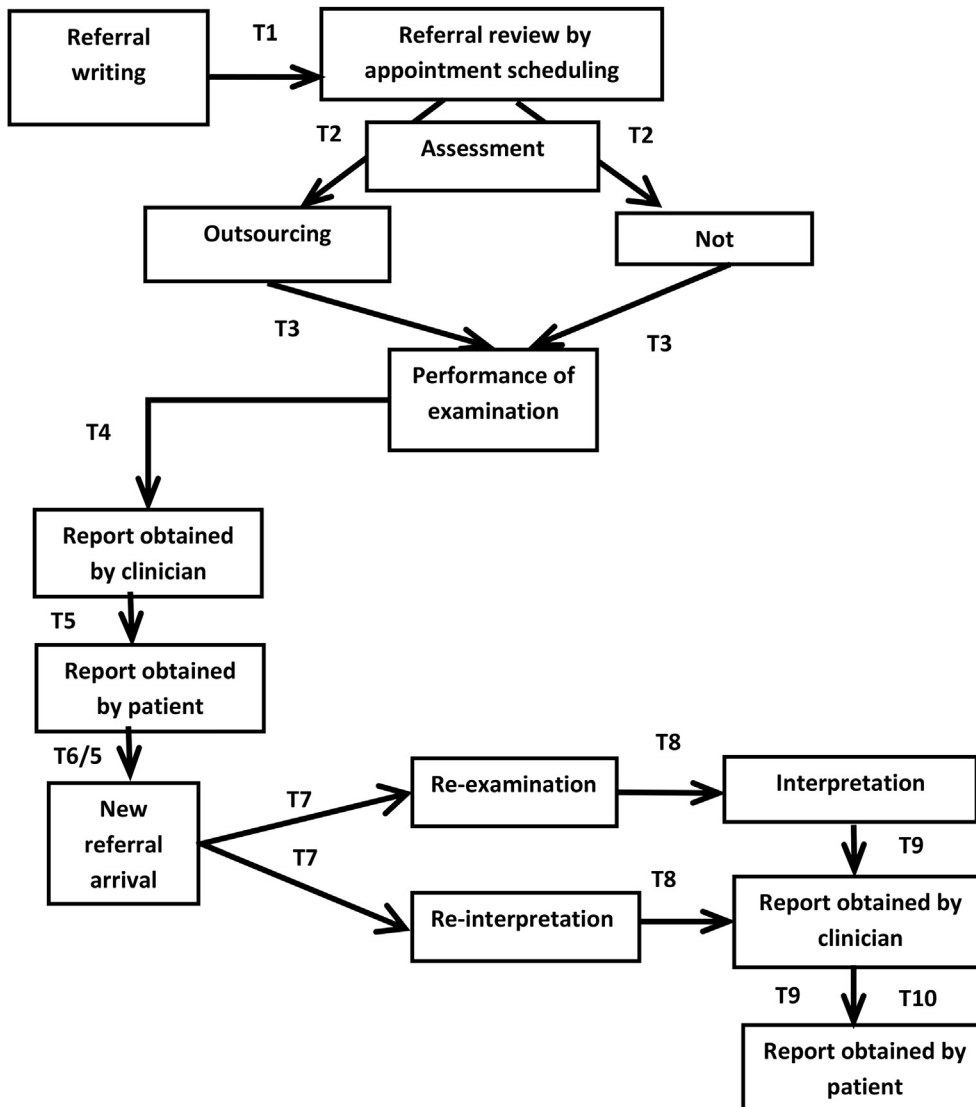 Referral
writing
T1
Referral review by
appointment scheduling
T2
Assessment
T2
Outsourcing
Not
T3
T3
Performance of
examination
T4
Report obtained
by clinician
T5
Report obtained
by patient
T6/5
New
referral
arrival
T7
T7
Re-examination
T8
Interpretation
T9
Re-interpretation
T8
Report obtained by
clinician
T9
T10
Report obtained by
patient